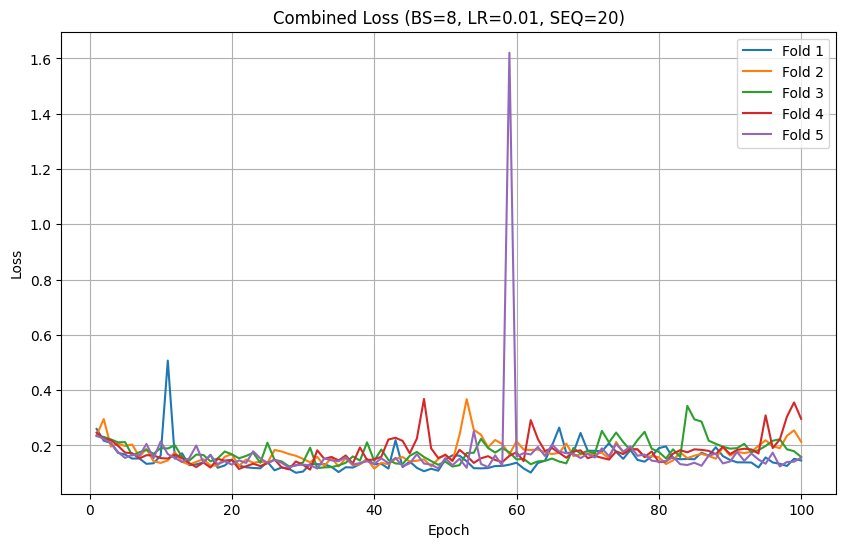 Combined Loss (BS=8, LR=0.01, SEQ=20)
Fold 1
Fold 2
Fold 3
Fold 4
Fold 5
Loss
1.6
1.4
1.2
1.0
0.8
0.6
0.4
0.2
0 20 40 60 80 100
Epoch